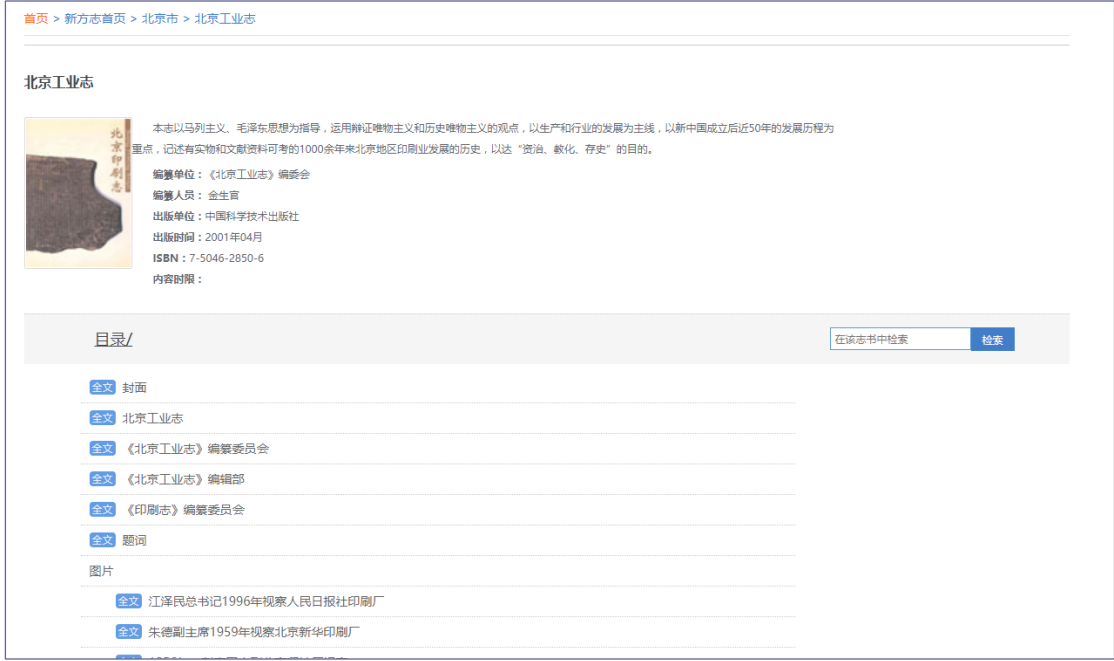 首页 > 新方志首页 > 北京市 > 北京工业志
北京工业志
北京印刷志
本志以马列主义、毛泽东思想为指导，运用辩证唯物主义和历史唯物主义的观点，以生产和行业的发展为主线，以新中国成立后近50年的发展历程为
重点，记述有实物和文献资料可考的1000余年来北京地区印刷业发展的历史，以达“资治、教化、存史”的目的。
编纂单位：《北京工业志》编委会
编纂人员： 金生官
出版单位：中国科学技术出版社
出版时间：2001年04月
ISBN：7-5046-2850-6
内容时限：
目录/
在该志书中检索 检索
全文 封面
全文 北京工业志
全文 《北京工业志》编纂委员会
全文 《北京工业志》编辑部
全文 《印刷志》编纂委员会
全文 题词
图片
全文 江泽民总书记1996年视察人民日报社印刷厂
全文 朱德副主席1959年视察北京新华印刷厂